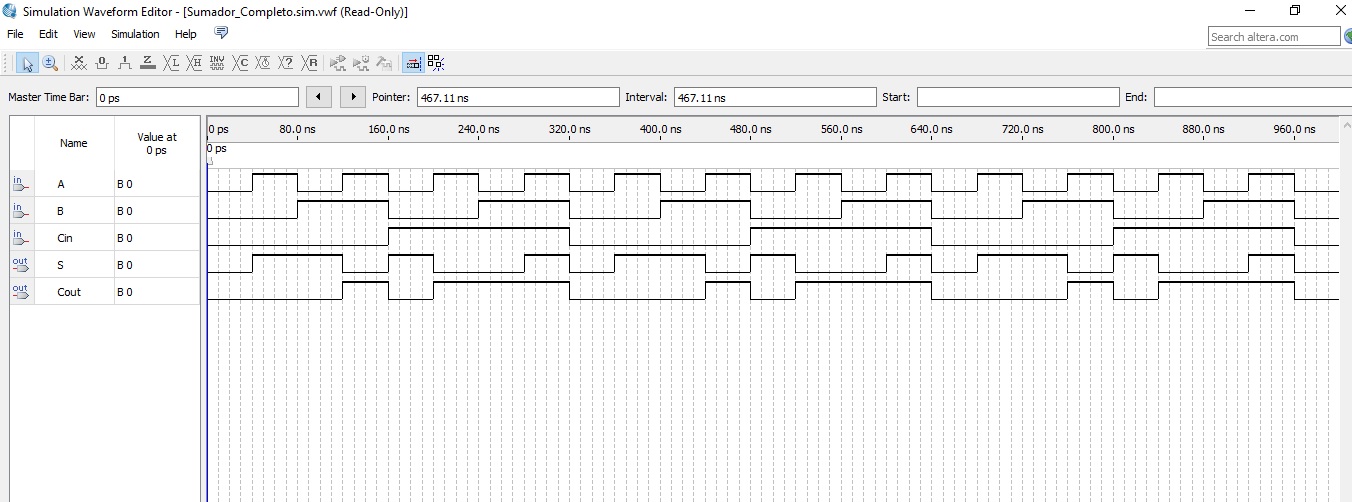 Simulation Waveform Editor - [Sumador_Completo.sim.vwf (Read-Only)]
File Edit View Simulation Help
Search altera.com
Master Time Bar: 0 ps Pointer: 467.11 ns Interval: 467.11 ns Start: End:
Name Value at 0 ps
0 ps 80.0 ns 160.0 ns 240.0 ns 320.0 ns 400.0 ns 480.0 ns 560.0 ns 640.0 ns 720.0 ns 800.0 ns 880.0 ns 960.0 ns
0 ps
in A B 0
in B B 0
in Cin B 0
out S B 0
out Cout B 0